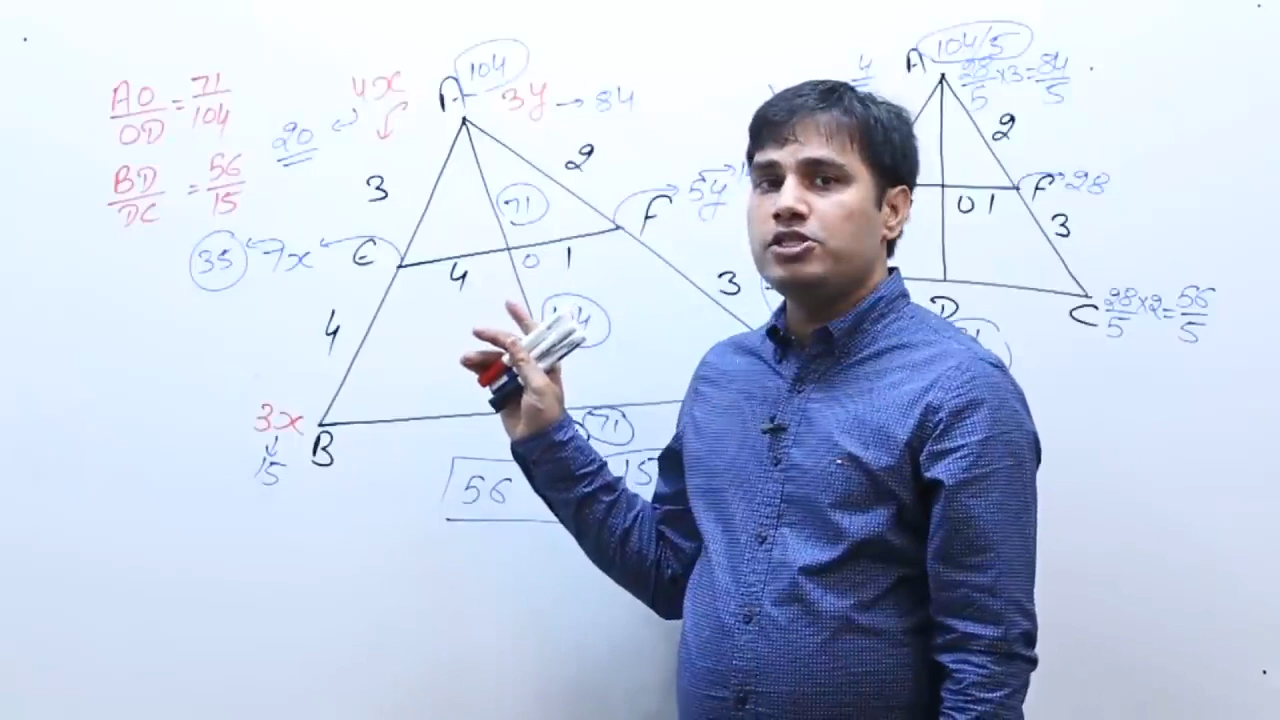 AO/OD = 71/104
BD/DC = 56/15
104
A
4x
20
3y → 84
3
2
71
F
5y
35
7x
C
4
O
1
3
4
3x
15
B
71
56
15
4
A
104/5
28/5 × 3 = 84/5
2
F
28
O
1
3
D
C
28/5 × 2 = 56/5